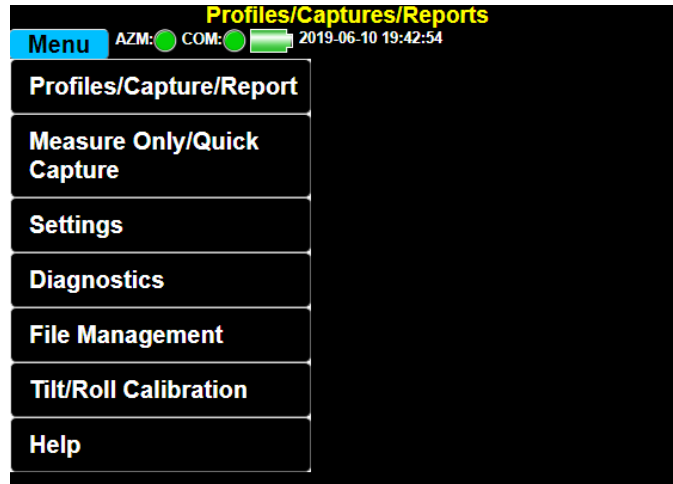 Profiles/Captures/Reports
Menu AZM: COM: 2019-06-10 19:42:54
Profiles/Capture/Report
Measure Only/Quick
Capture
Settings
Diagnostics
File Management
Tilt/Roll Calibration
Help